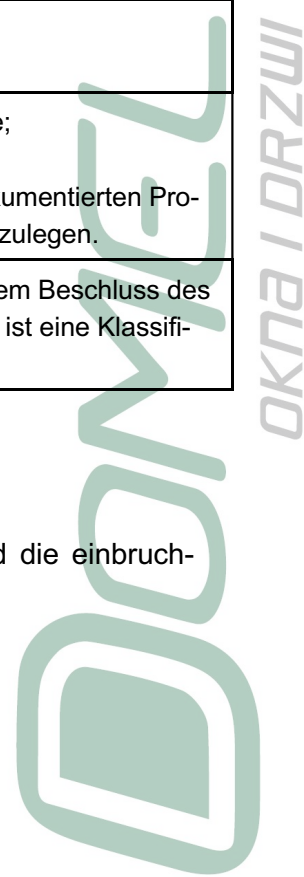 e;
umentierten Pro-
zulegen.
em Beschluss des
ist eine Klassifi-
d die einbruch-
DOMEL
OKNA I DRZWI